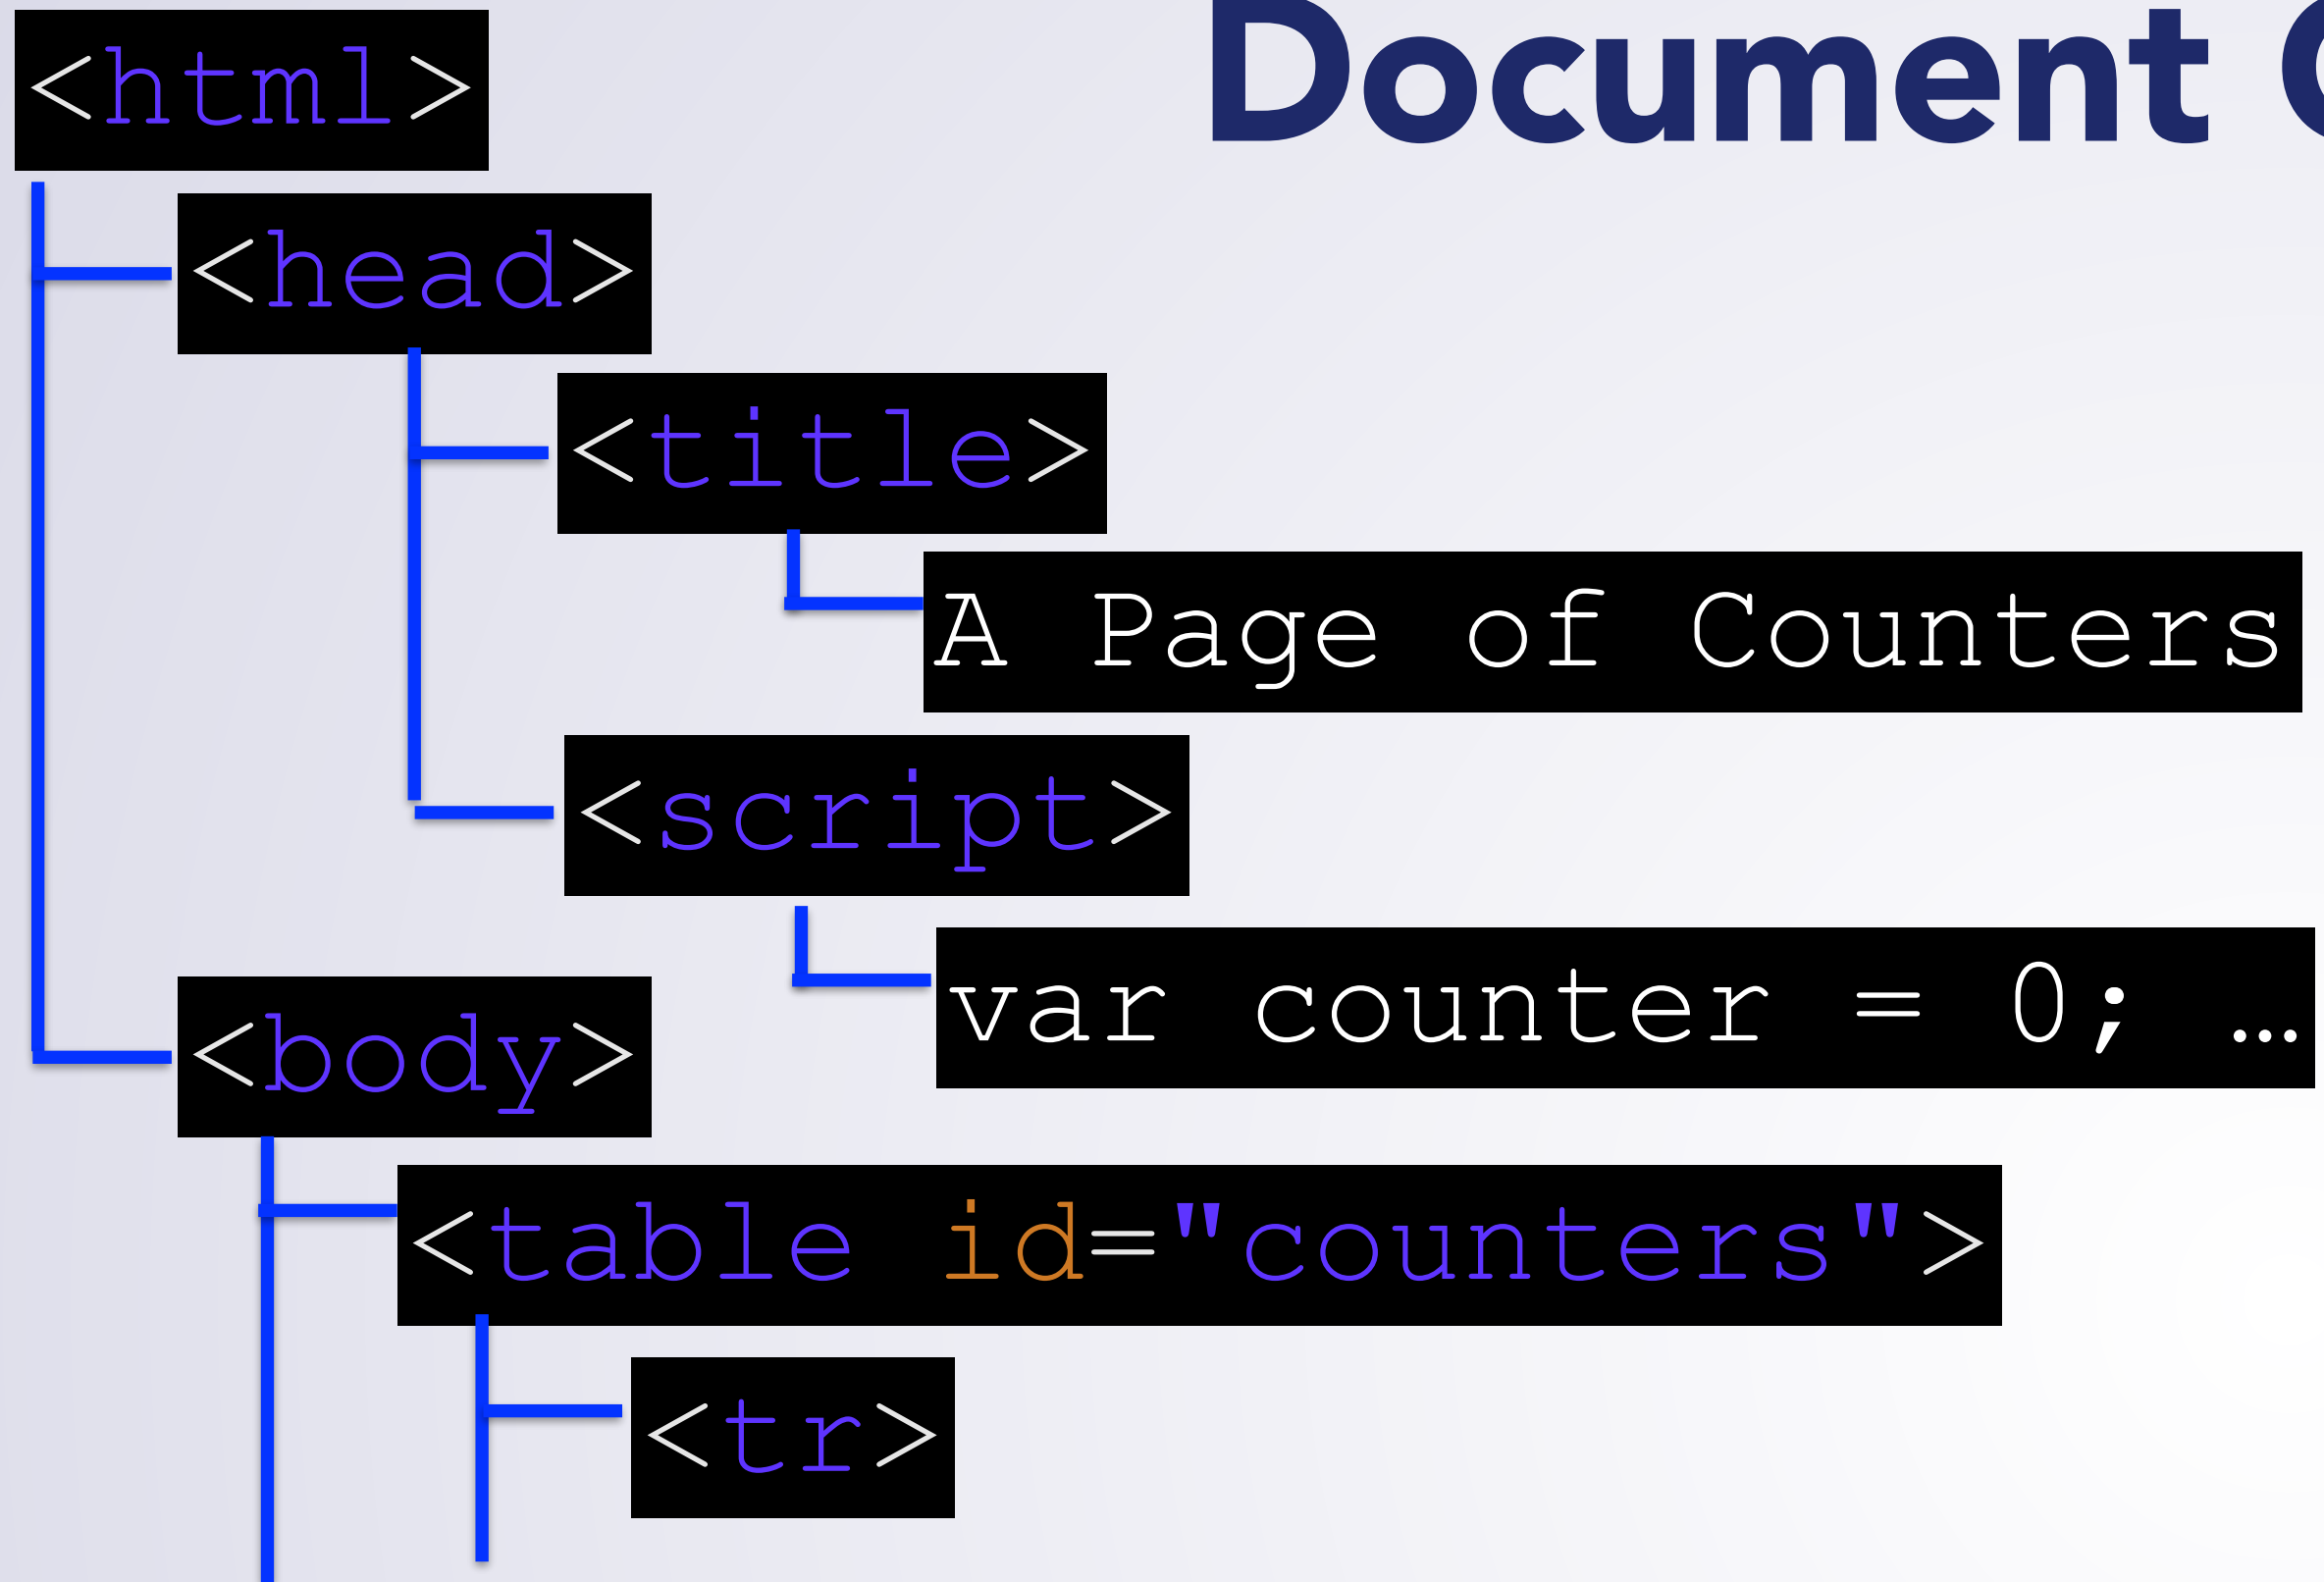 Document
<html>
<head>
<title>
A Page of Counters
<script>
var counter = 0; …
<body>
<table id="counters">
<tr>